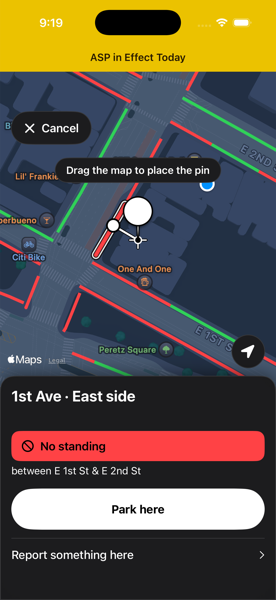 9:19
ASP in Effect Today
Cancel
E 2ND
Drag the map to place the pin
Lil' Frankie
perbueno
Citi Bike
One And One
E 1ST S
Peretz Square
Maps Legal
1st Ave · East side
No standing
between E 1st St & E 2nd St
Park here
Report something here